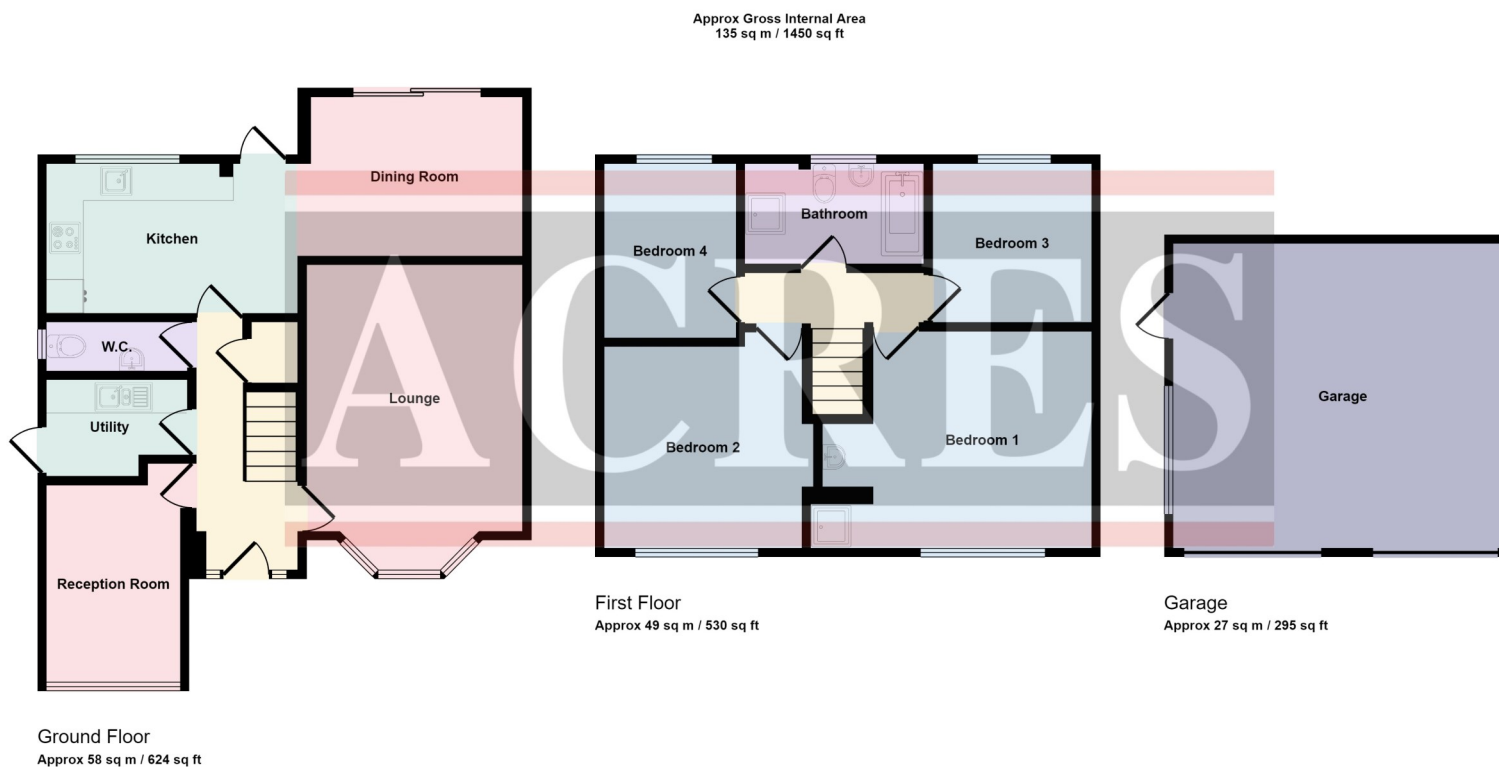 Approx Gross Internal Area
135 sq m / 1450 sq ft
Dining Room
Kitchen
W.C.
Lounge
Utility
Reception Room
Ground Floor
Approx 58 sq m / 624 sq ft
Bathroom
Bedroom 4
Bedroom 3
Bedroom 2
Bedroom 1
First Floor
Approx 49 sq m / 530 sq ft
Garage
Garage
Approx 27 sq m / 295 sq ft
ACRES